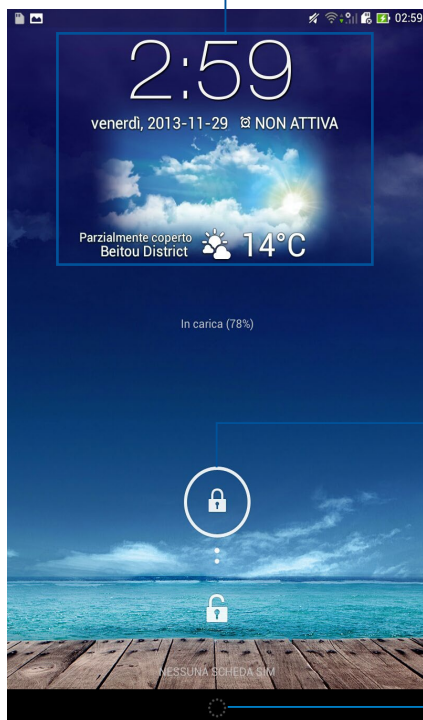 02:59
2:59
venerdì, 2013-11-29 NON ATTIVA
Parzialmente coperto
Beitou District
14°C
In carica (78%)
NESSUNA SCHEDA SIM